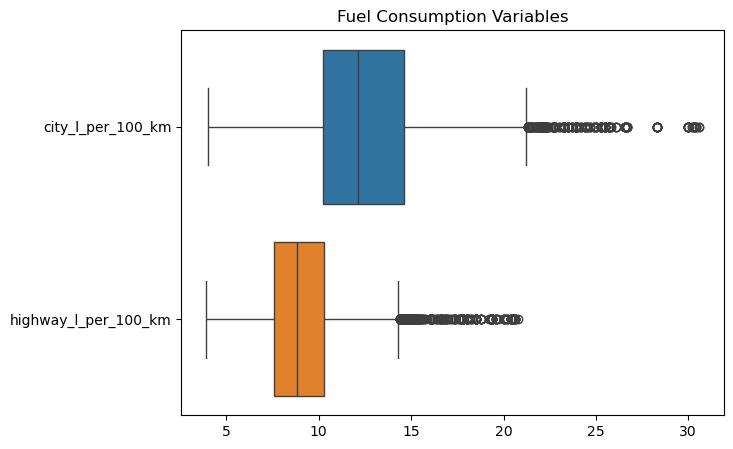 Fuel Consumption Variables
city_l_per_100_km
highway_l_per_100_km
5 10 15 20 25 30